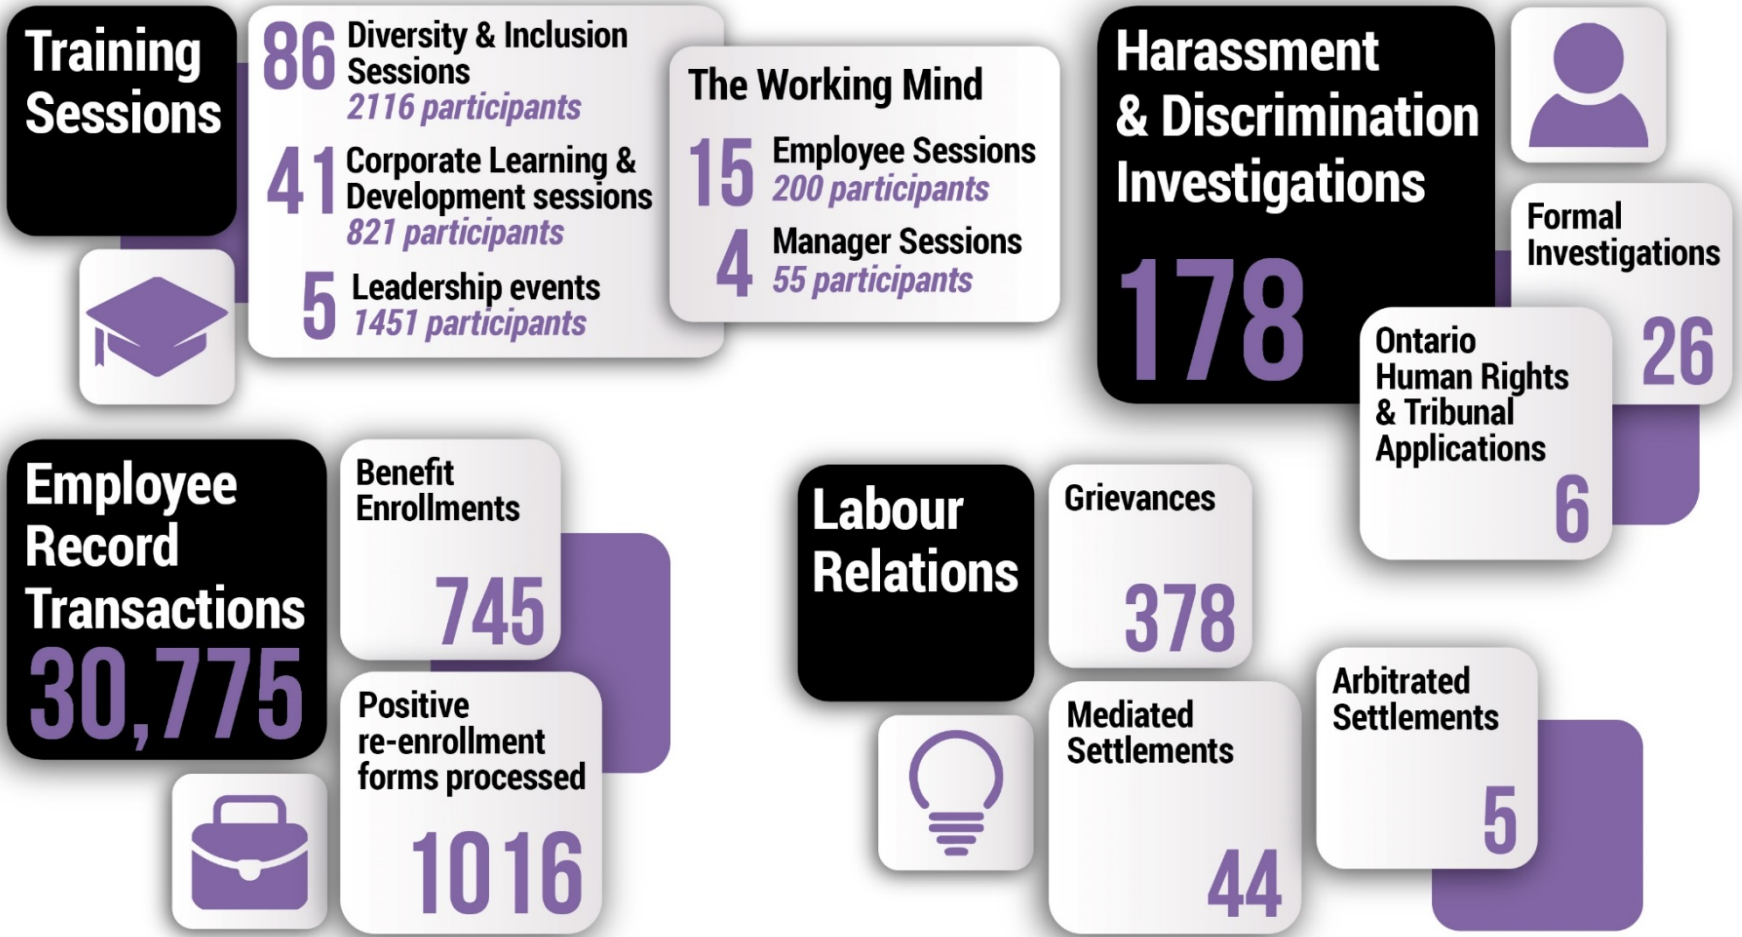 Training
Sessions
86
Diversity & Inclusion
Sessions
2116 participants
41
Corporate Learning &
Development sessions
821 participants
5
Leadership events
1451 participants
The Working Mind
15
Employee Sessions
200 participants
4
Manager Sessions
55 participants
Harassment
& Discrimination
Investigations
178
Formal
Investigations
26
Ontario
Human Rights
& Tribunal
Applications
6
Employee
Record
Transactions
30,775
Benefit
Enrollments
745
Positive
re-enrollment
forms processed
1016
Labour
Relations
Grievances
378
Mediated
Settlements
44
Arbitrated
Settlements
5